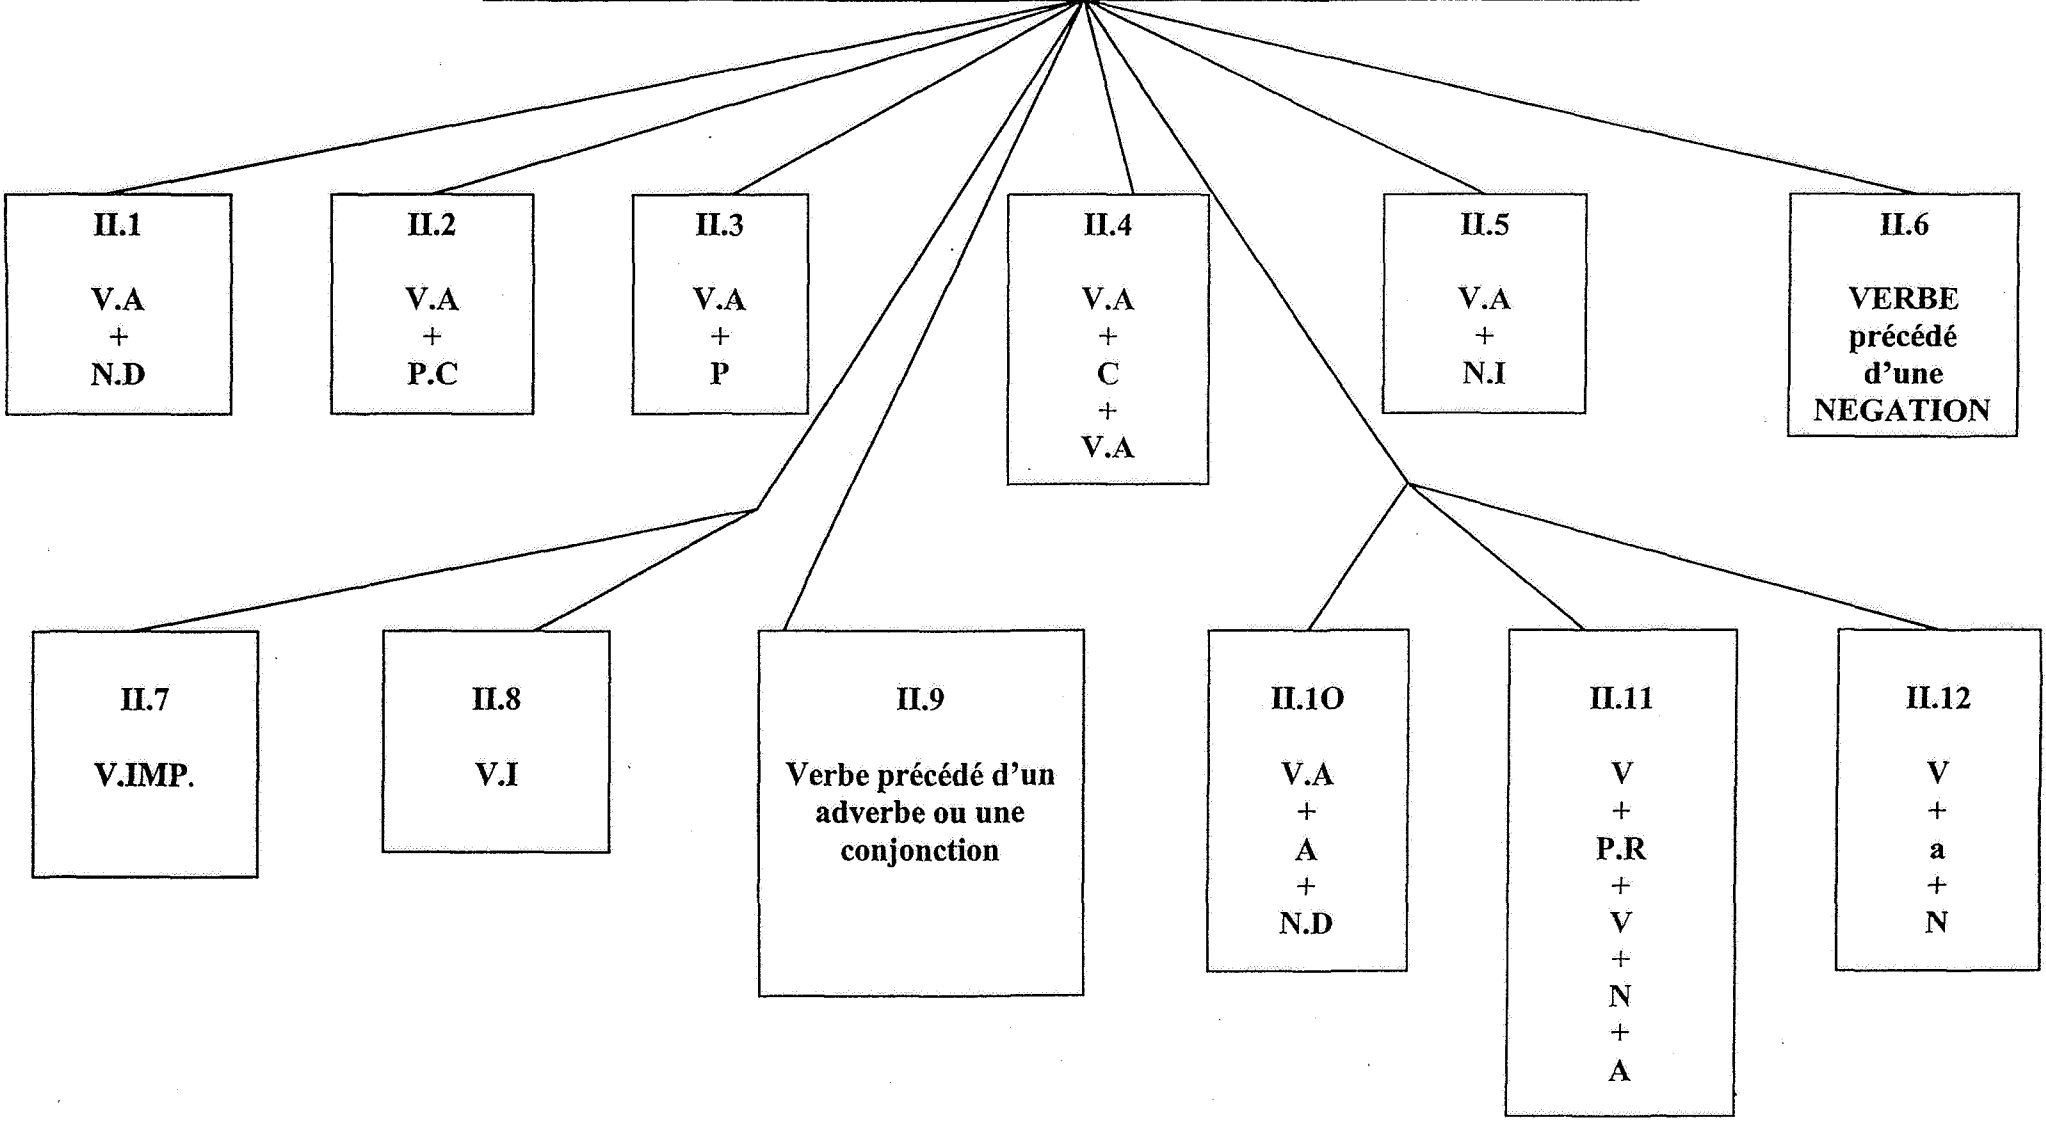 II.1
V.A
+
N.D
II.2
V.A
+
P.C
II.3
V.A
+
P
II.4
V.A
+
C
+
V.A
II.5
V.A
+
N.I
II.6
VERBE
précédé
d’une
NEGATION
II.7
V.IMP.
II.8
V.I
II.9
Verbe précédé d’un
adverbe ou une
conjonction
II.1O
V.A
+
A
+
N.D
II.11
V
+
P.R
+
V
+
N
+
A
II.12
V
+
a
+
N